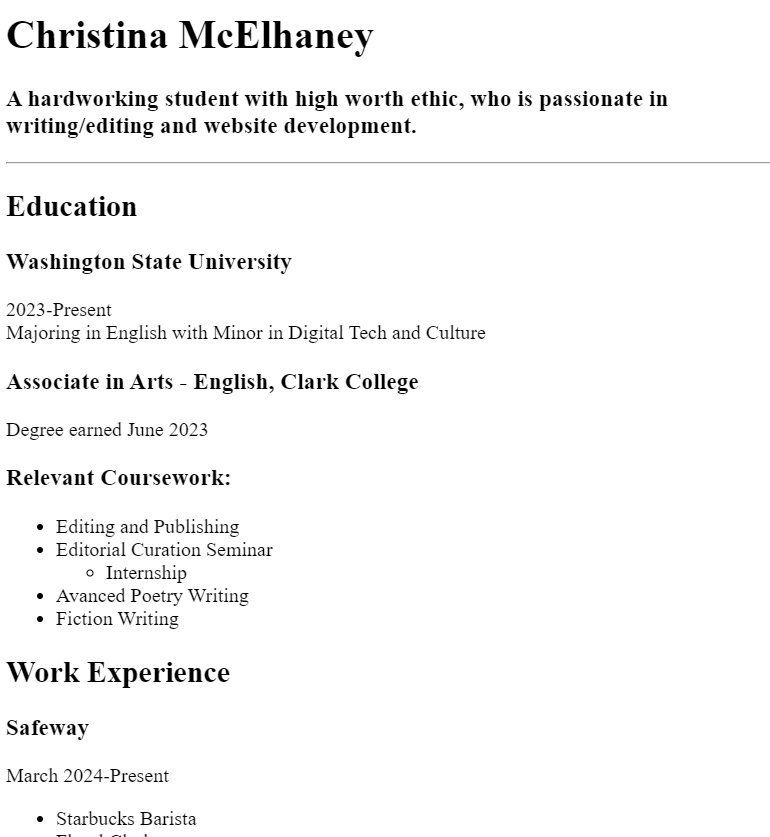 Christina McElhaney
A hardworking student with high worth ethic, who is passionate in
writing/editing and website development.
Education
Washington State University
2023-Present
Majoring in English with Minor in Digital Tech and Culture
Associate in Arts - English, Clark College
Degree earned June 2023
Relevant Coursework:
Editing and Publishing
Editorial Curation Seminar
Internship
Avanced Poetry Writing
Fiction Writing
Work Experience
Safeway
March 2024-Present
Starbucks Barista